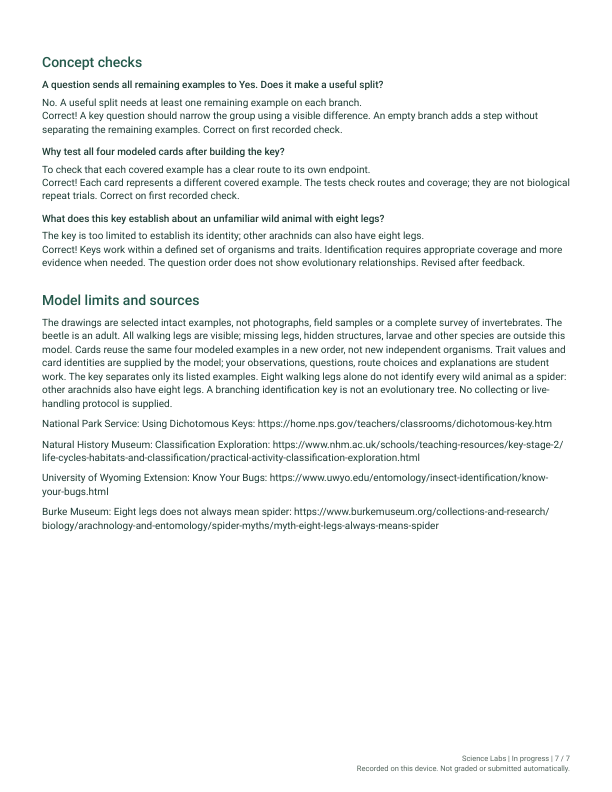 Concept checks
A question sends all remaining examples to Yes. Does it make a useful split?
No. A useful split needs at least one remaining example on each branch.
Correct! A key question should narrow the group using a visible difference. An empty branch adds a step without
separating the remaining examples. Correct on first recorded check.
Why test all four modeled cards after building the key?
To check that each covered example has a clear route to its own endpoint.
Correct! Each card represents a different covered example. The tests check routes and coverage; they are not biological
repeat trials. Correct on first recorded check.
What does this key establish about an unfamiliar wild animal with eight legs?
The key is too limited to establish its identity; other arachnids can also have eight legs.
Correct! Keys work within a defined set of organisms and traits. Identification requires appropriate coverage and more
evidence when needed. The question order does not show evolutionary relationships. Revised after feedback.
Model limits and sources
The drawings are selected intact examples, not photographs, field samples or a complete survey of invertebrates. The
beetle is an adult. All walking legs are visible; missing legs, hidden structures, larvae and other species are outside this
model. Cards reuse the same four modeled examples in a new order, not new independent organisms. Trait values and
card identities are supplied by the model; your observations, questions, route choices and explanations are student
work. The key separates only its listed examples. Eight walking legs alone do not identify every wild animal as a spider:
other arachnids also have eight legs. A branching identification key is not an evolutionary tree. No collecting or live-
handling protocol is supplied.
National Park Service: Using Dichotomous Keys: https://home.nps.gov/teachers/classrooms/dichotomous-key.htm
Natural History Museum: Classification Exploration: https://www.nhm.ac.uk/schools/teaching-resources/key-stage-2/
life-cycles-habitats-and-classification/practical-activity-classification-exploration.html
University of Wyoming Extension: Know Your Bugs: https://www.uwyo.edu/entomology/insect-identification/know-
your-bugs.html
Burke Museum: Eight legs does not always mean spider: https://www.burkemuseum.org/collections-and-research/
biology/arachnology-and-entomology/spider-myths/myth-eight-legs-always-means-spider
Science Labs | In progress | 7 / 7
Recorded on this device. Not graded or submitted automatically.